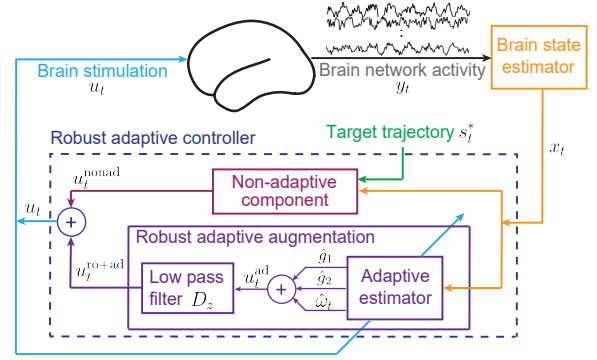 Brain stimulation
u_t
Brain network activity
y_t
Brain state
estimator
x_t
Robust adaptive controller
Target trajectory s_t^*
u_t^{nonad}
Non-adaptive
component
u_t
+
Robust adaptive augmentation
u_t^{ro+ad}
Low pass
filter D_z
u_t^{ad}
+
ĝ_1
ĝ_2
ω̂_t
Adaptive
estimator